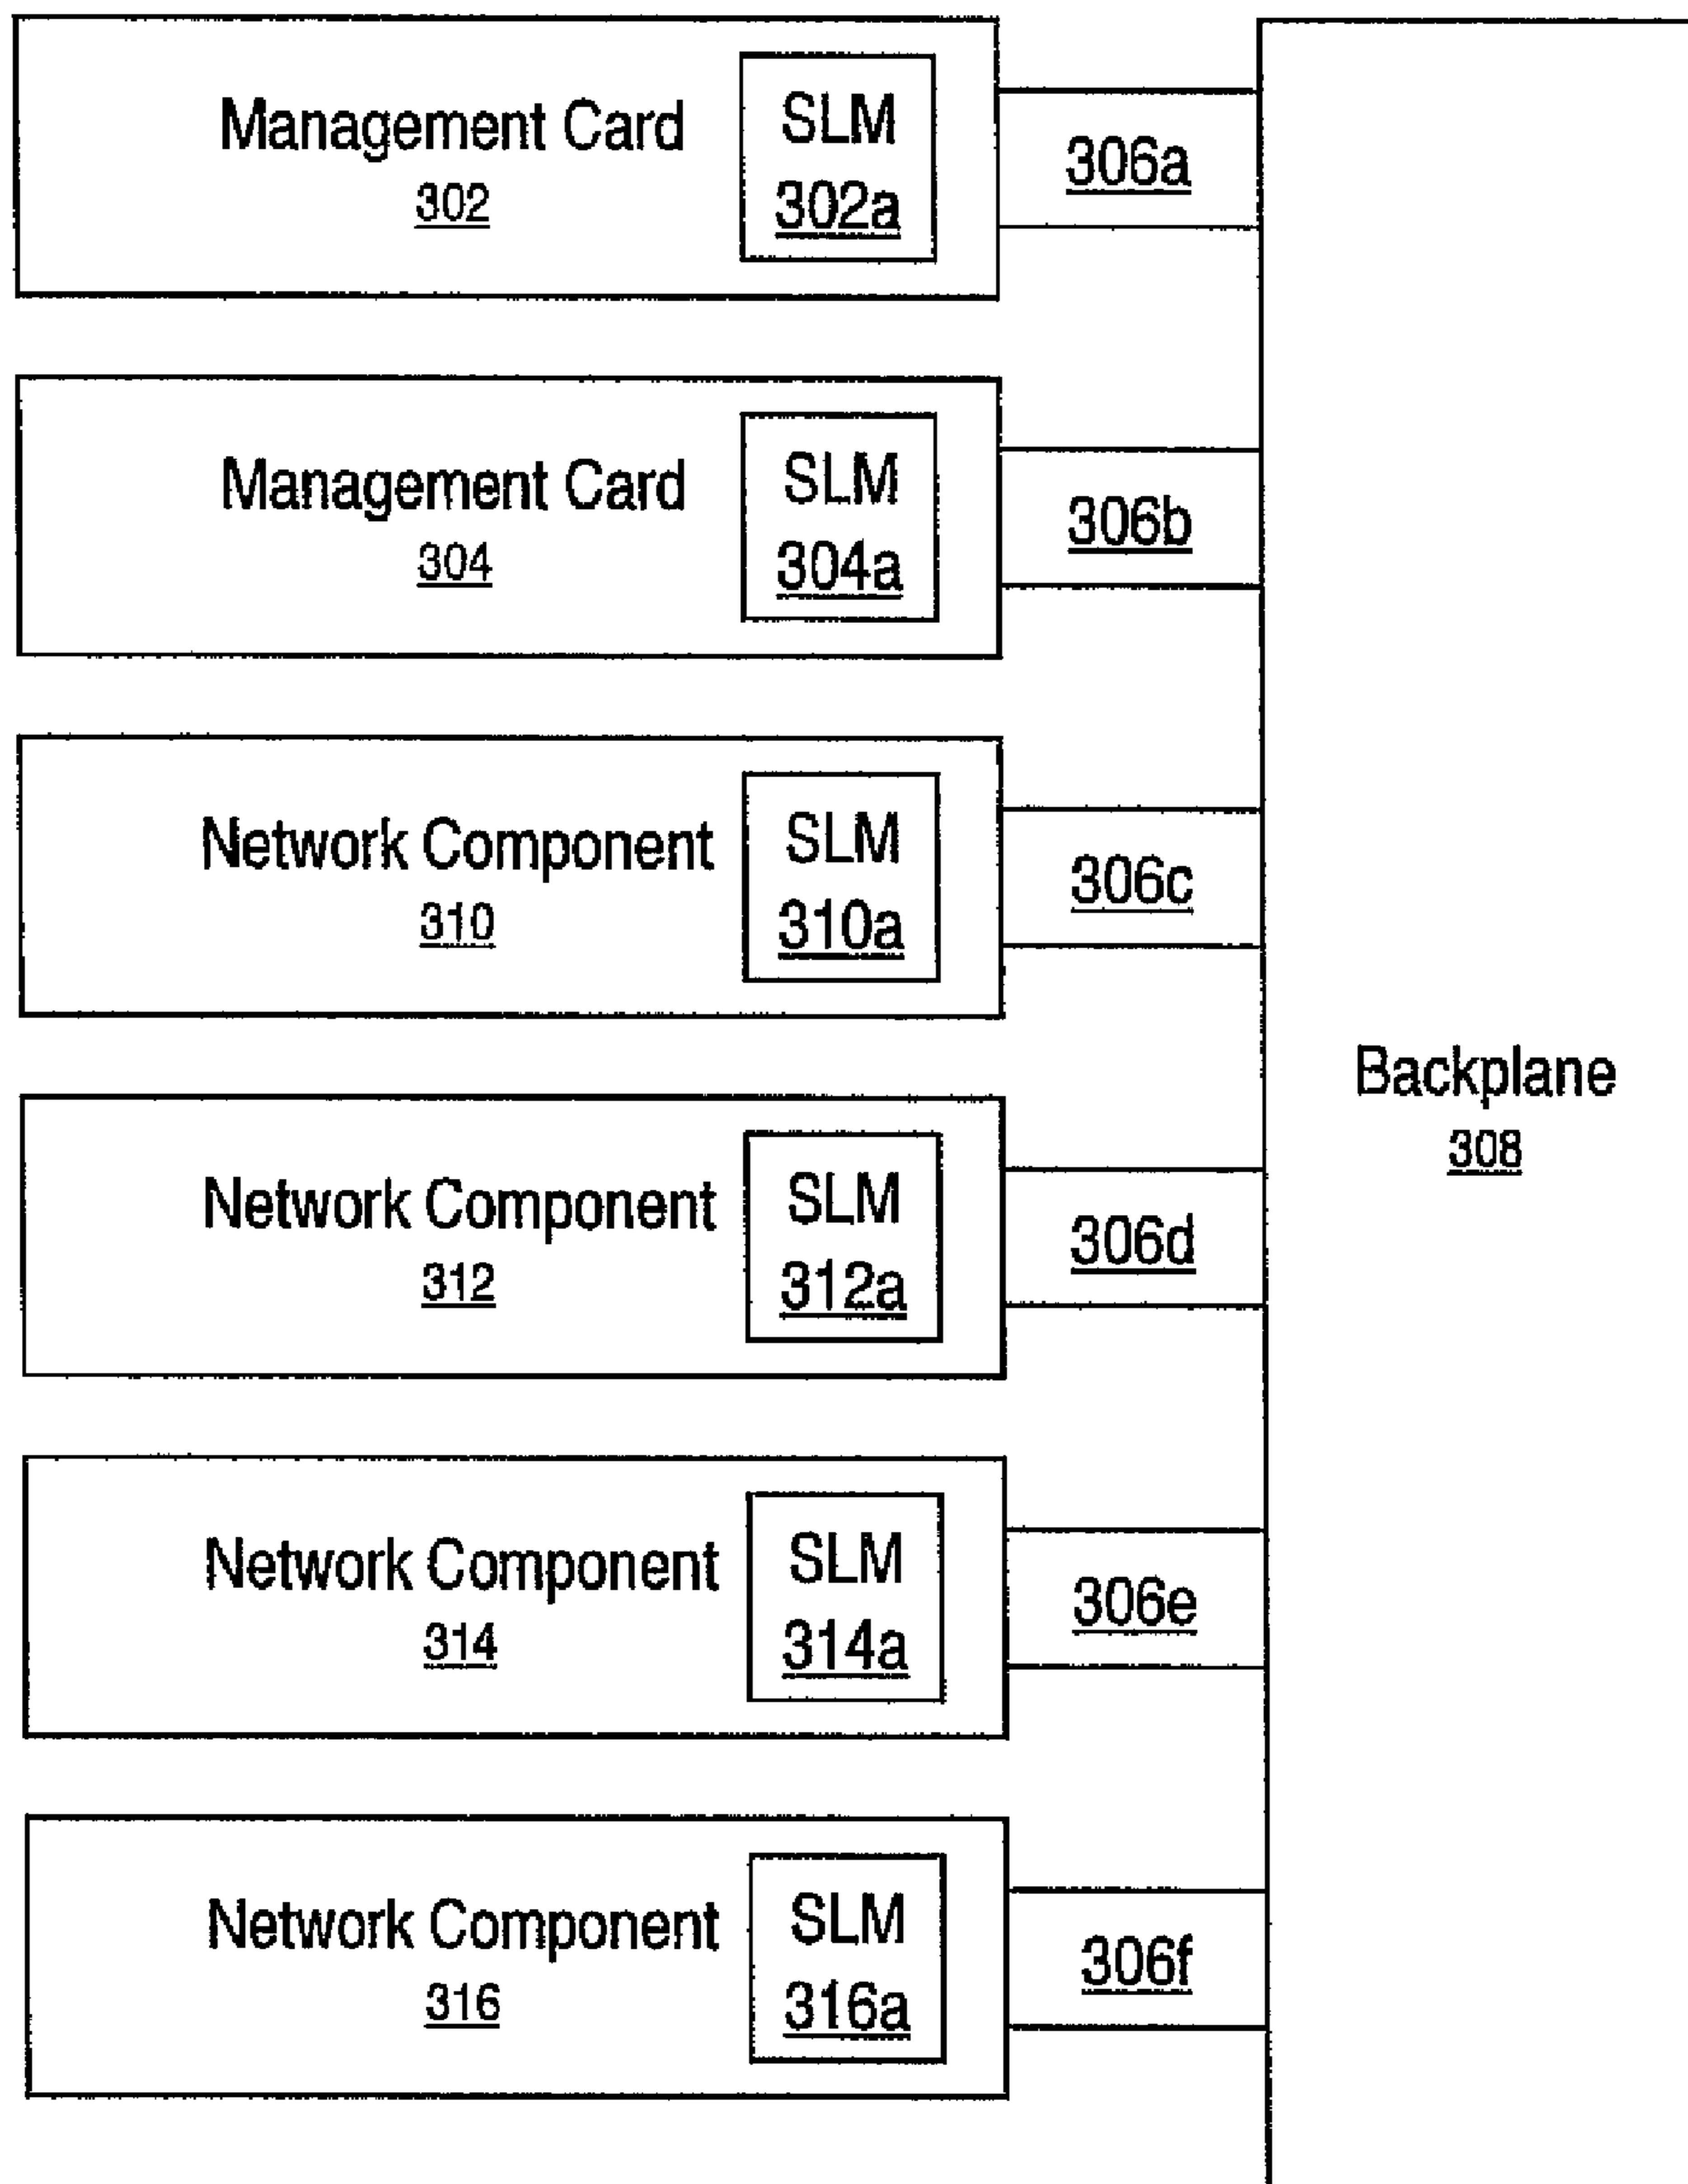 Management Card
302
SLM
302a
306a
Management Card
304
SLM
304a
306b
Network Component
310
SLM
310a
306c
Backplane
308
Network Component
312
SLM
312a
306d
Network Component
314
SLM
314a
306e
Network Component
316
SLM
316a
306f